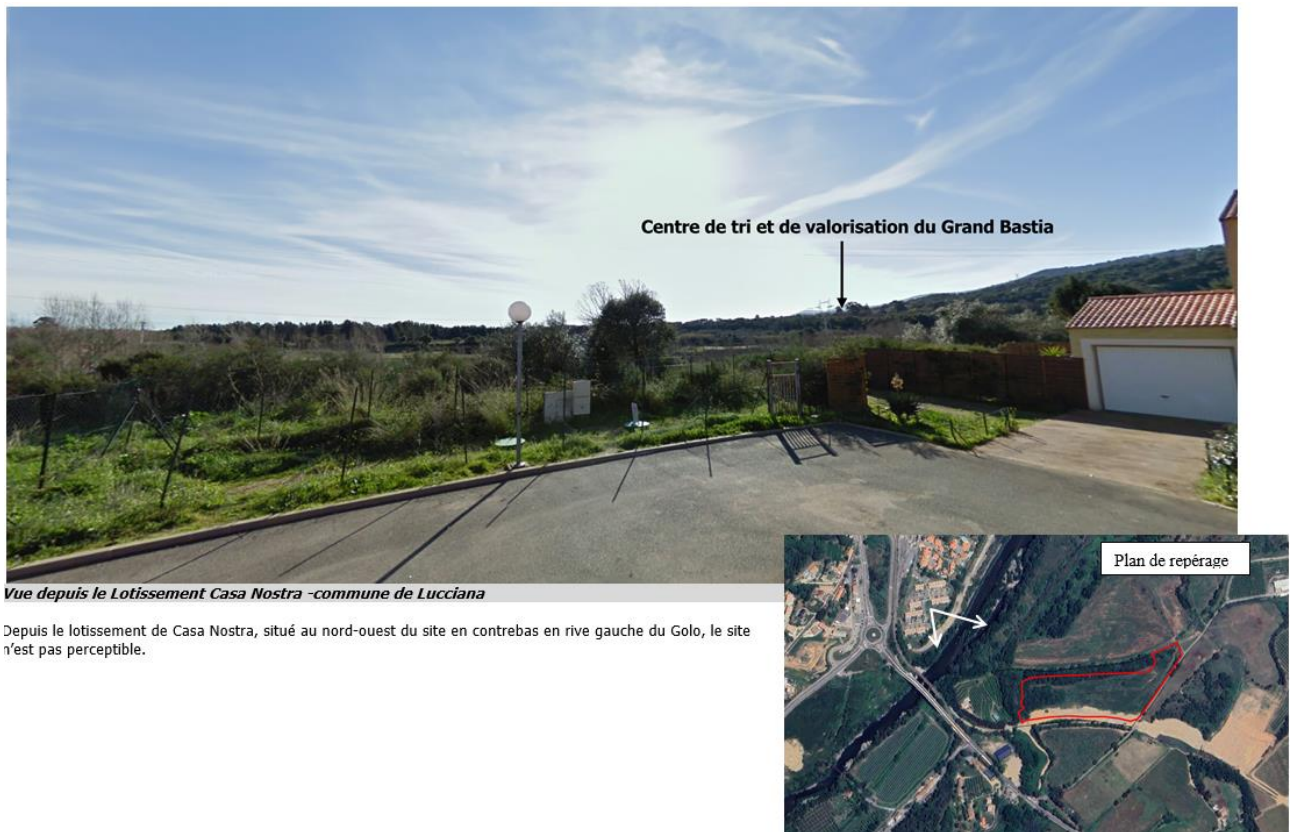 Centre de tri et de valorisation du Grand Bastia
Plan de repérage
Vue depuis le Lotissement Casa Nostra -commune de Lucciana
Depuis le lotissement de Casa Nostra, situé au nord-ouest du site en contrebas en rive gauche du Golo, le site
n'est pas perceptible.